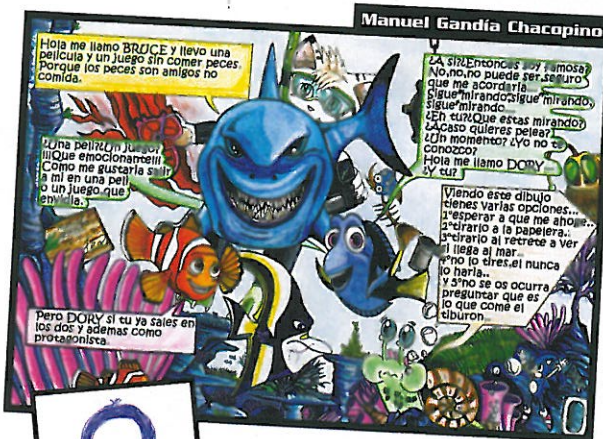 Manuel Gandía Chacopino
Hola me llamo BRUCE y llevo una
película y un juego sin comer peces.
Porque los peces son amigos no
comida.
¿Una peli?¿Un juego?
¡¡¡Que emocionante!!!
Como me gustaria salir
a mi en una peli
o un juego.que
envidia.
¿A si?¿Entonces soy famosa?
No,no,no puede ser,seguro
que me acordaria...
sigue mirando,sigue mirando,
sigue mirando...
¿Eh tu?¿Que estas mirando?
¿Acaso quieres pelea?
¿Un momento? ¿Yo no te
conozco?
Hola me llamo DORY
¿Y tu?
Pero DORY si tu ya sales en
los dos y ademas como
protagonista.
Viendo este dibujo
tienes varias opciones...
1ºesperar a que me ahogue..
2ºtirarlo a la papelera..
3ºtirarlo al retrete a ver
si llega al mar..
4ºno lo tires,el nunca
lo haria..
Y 5ºno se os ocurra
preguntar que es
lo que come el
tiburon...